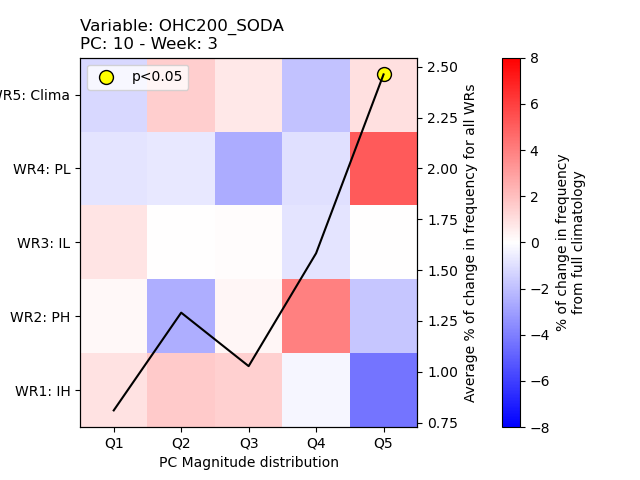 Variable: OHC200_SODA
PC: 10 - Week: 3
p<0.05
WR5: Clima
WR4: PL
WR3: IL
WR2: PH
WR1: IH
Q1 Q2 Q3 Q4 Q5
PC Magnitude distribution
2.50
2.25
2.00
1.75
1.50
1.25
1.00
0.75
Average % of change in frequency for all WRs
8
6
4
2
0
−2
−4
−6
−8
% of change in frequency
from full climatology